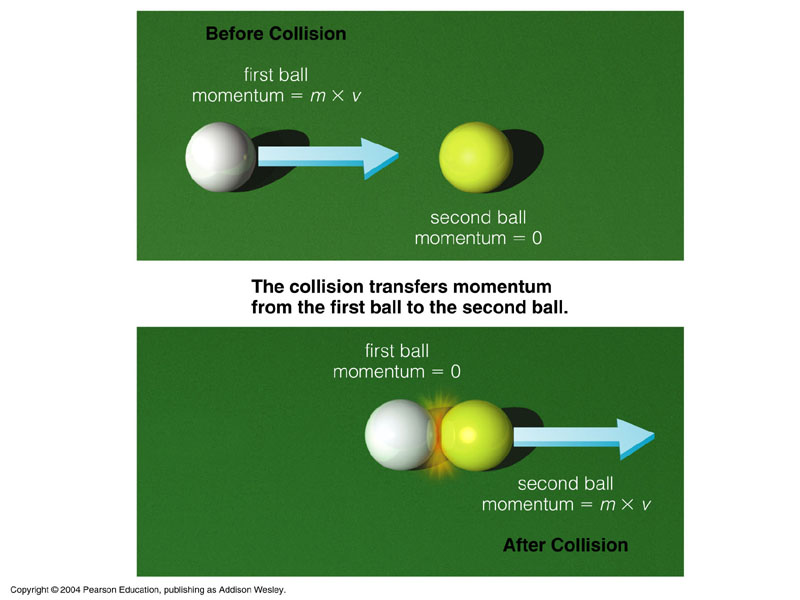 Before Collision
first ball
momentum = m × v
second ball
momentum = 0
The collision transfers momentum
from the first ball to the second ball.
first ball
momentum = 0
second ball
momentum = m × v
After Collision
Copyright © 2004 Pearson Education, publishing as Addison Wesley.